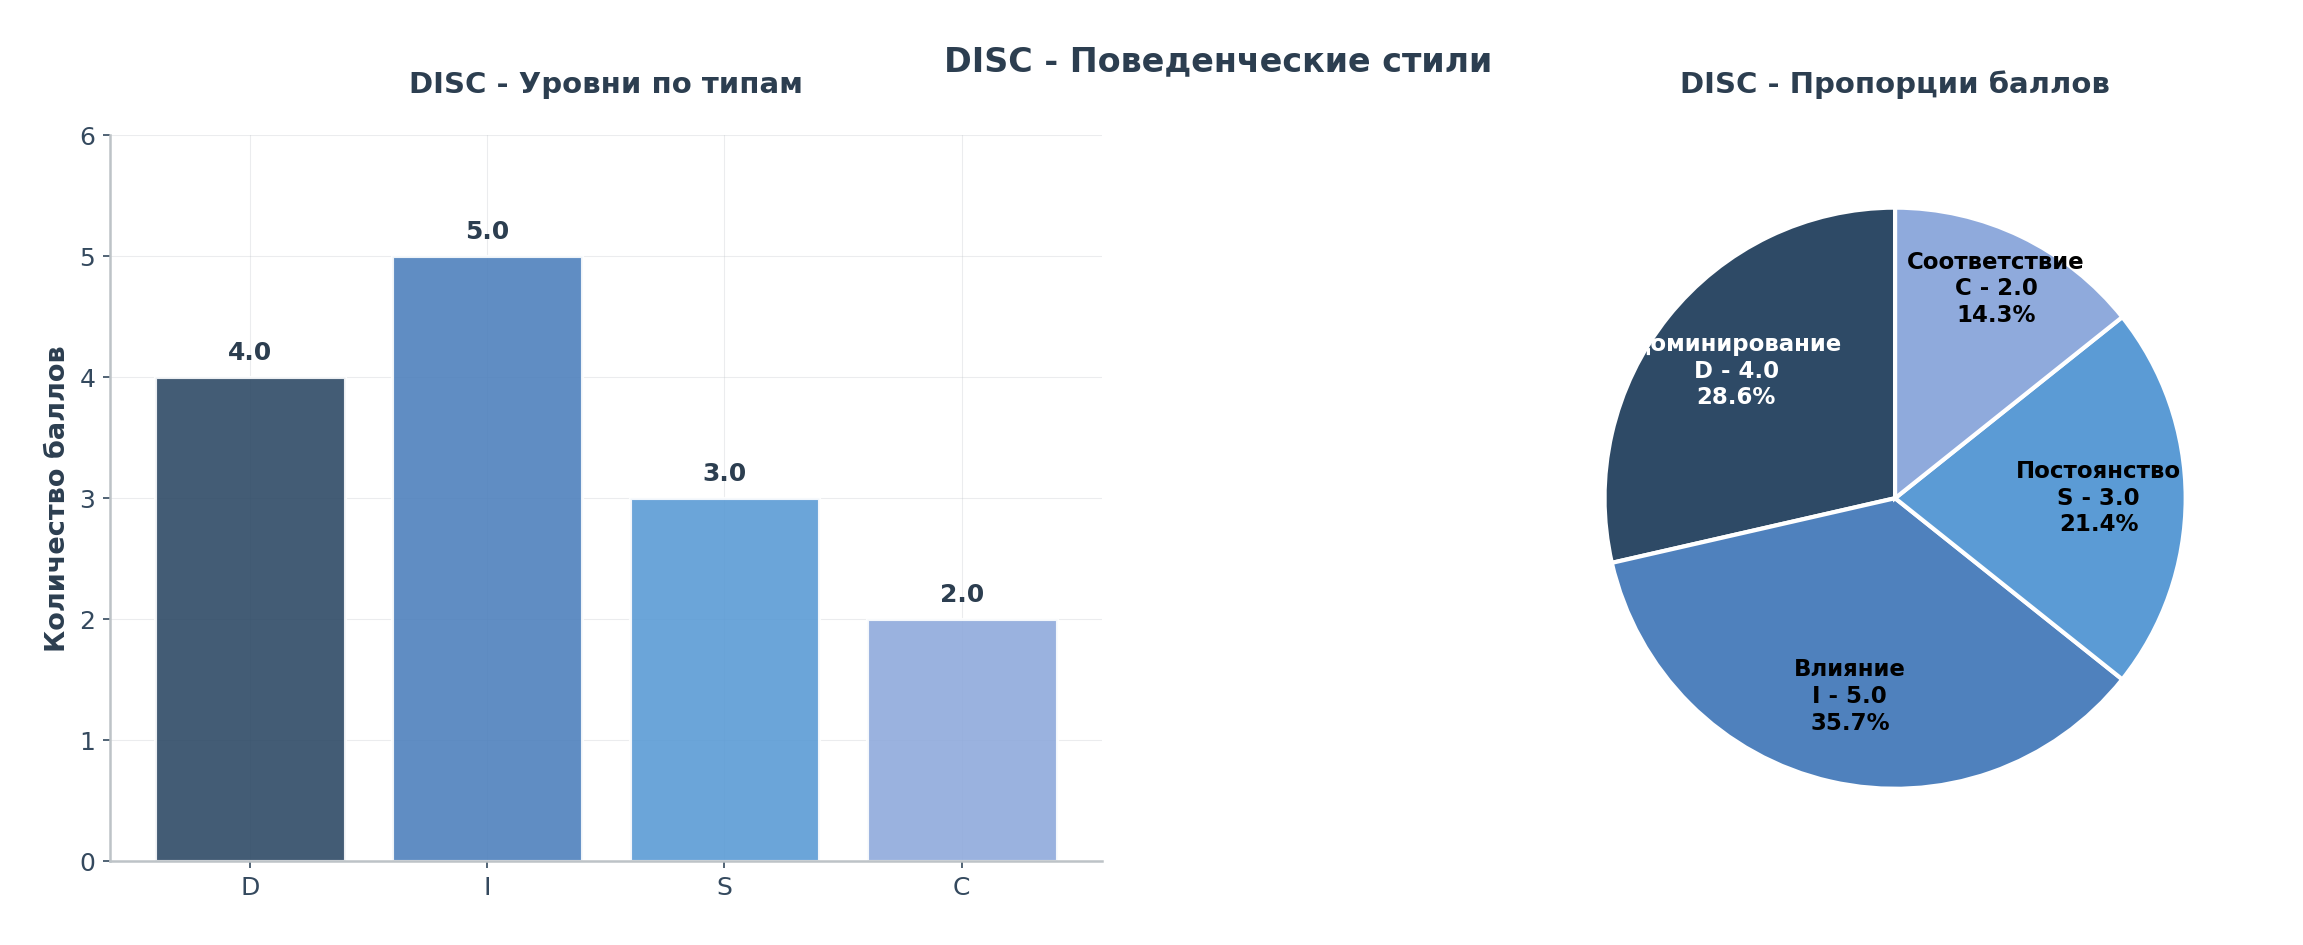 DISC - Поведенческие стили
DISC - Уровни по типам
Количество баллов
6
5
4
3
2
1
0
4.0
5.0
3.0
2.0
D
I
S
C
DISC - Пропорции баллов
Соответствие
C - 2.0
14.3%
Доминирование
D - 4.0
28.6%
Постоянство
S - 3.0
21.4%
Влияние
I - 5.0
35.7%